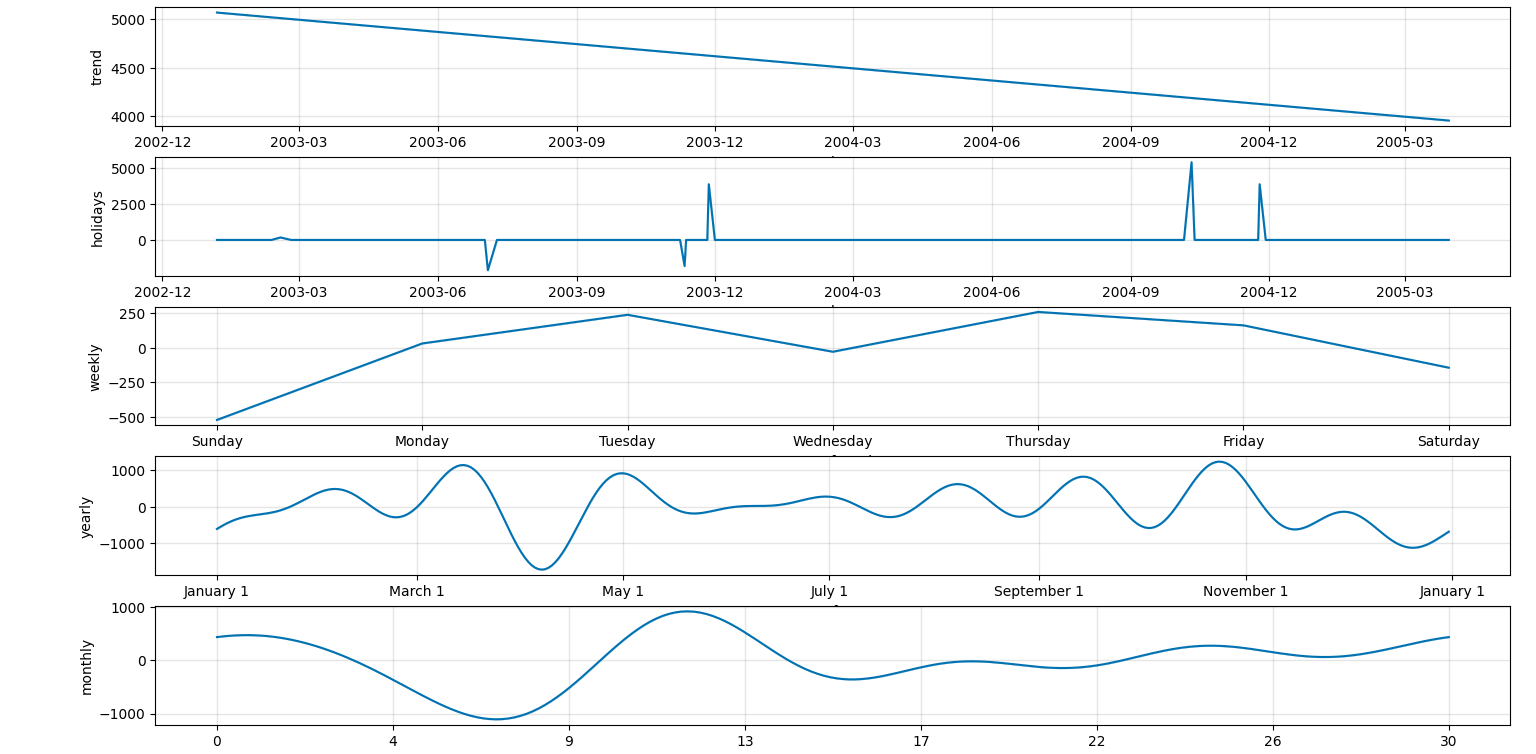 5000
4500
4000
trend
2002-12 2003-03 2003-06 2003-09 2003-12 2004-03 2004-06 2004-09 2004-12 2005-03
5000
2500
0
holidays
2002-12 2003-03 2003-06 2003-09 2003-12 2004-03 2004-06 2004-09 2004-12 2005-03
250
0
−250
−500
weekly
Sunday Monday Tuesday Wednesday Thursday Friday Saturday
1000
0
−1000
yearly
January 1 March 1 May 1 July 1 September 1 November 1 January 1
1000
0
−1000
monthly
0 4 9 13 17 22 26 30